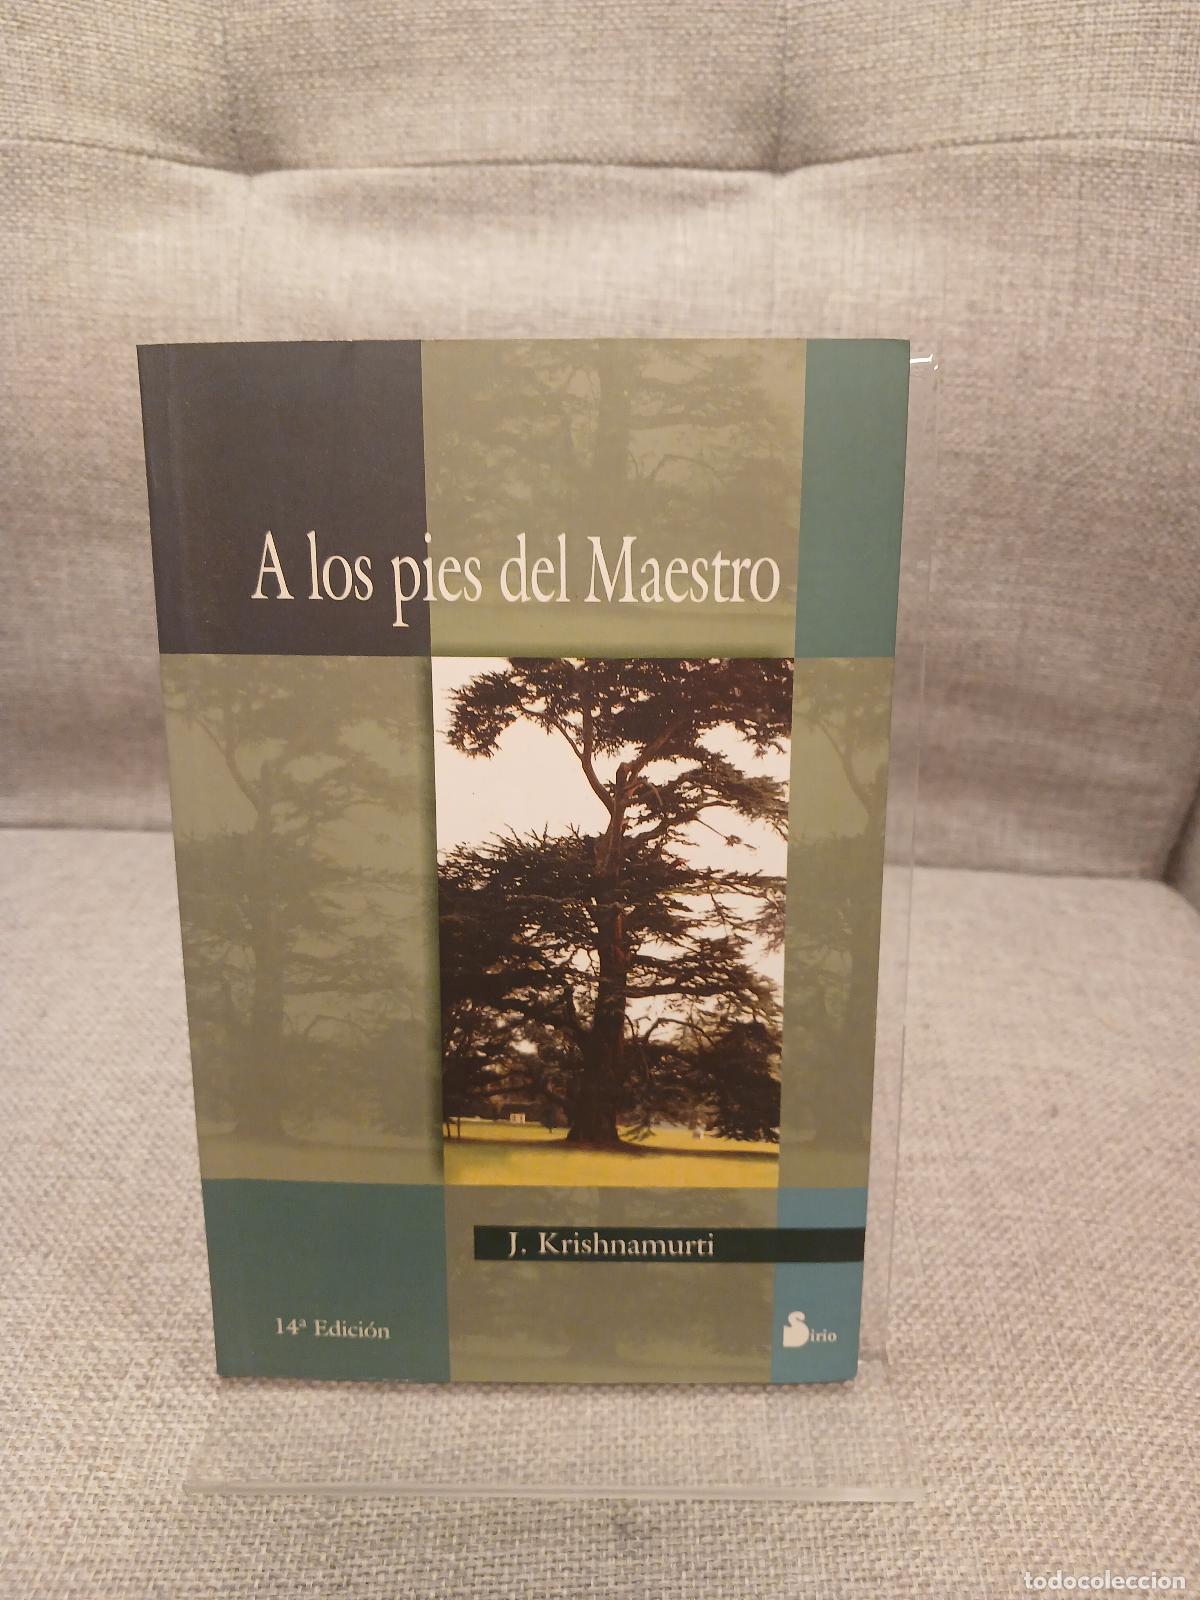 A los pies del Maestro
J. Krishnamurti
14ª Edición
Sirio
todocoleccion